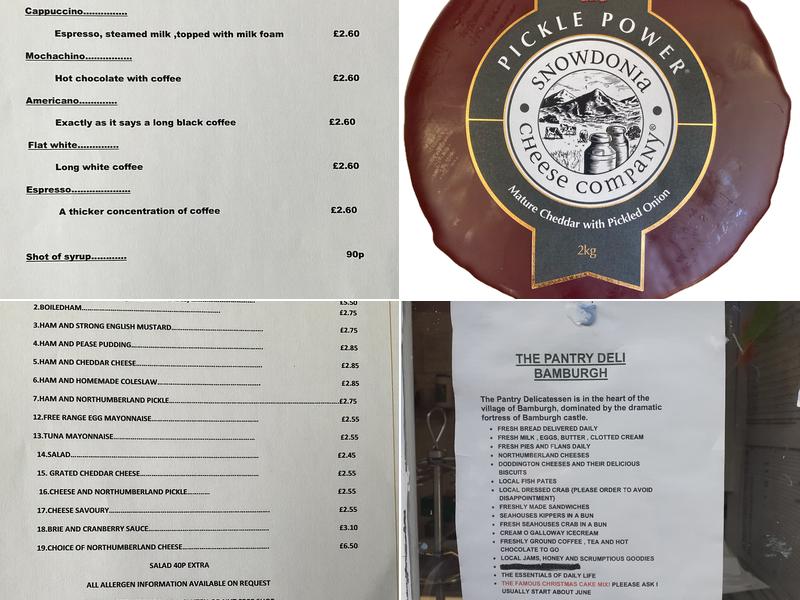 Cappuccino..............
Espresso, steamed milk ,topped with milk foam £2.60
Mochachino...............
Hot chocolate with coffee £2.60
Americano.............
Exactly as it says a long black coffee £2.60
Flat white.............
Long white coffee £2.60
Espresso...................
A thicker concentration of coffee £2.60
Shot of syrup............ 90p
PICKLE POWER®
SNOWDONIA
CHEESE COMPANY®
Mature Cheddar with Pickled Onion
2kg
£5.50
2.BOILEDHAM.......................................... £2.75
3.HAM AND STRONG ENGLISH MUSTARD........................... £2.75
4.HAM AND PEASE PUDDING...................................... £2.85
5.HAM AND CHEDDAR CHEESE..................................... £2.85
6.HAM AND HOMEMADE COLESLAW............................... £2.85
7.HAM AND NORTHUMBERLAND PICKLE..................................................£2.75
12.FREE RANGE EGG MAYONNAISE................................ £2.55
13.TUNA MAYONNAISE.......................................... £2.55
14.SALAD........................................................ £2.45
15. GRATED CHEDDAR CHEESE................................... £2.55
16.CHEESE AND NORTHUMBERLAND PICKLE........... £2.55
17.CHEESE SAVOURY............................................... £2.55
18.BRIE AND CRANBERRY SAUCE.................................... £3.10
19.CHOICE OF NORTHUMBERLAND CHEESE.......................... £6.50
SALAD 40P EXTRA
ALL ALLERGEN INFORMATION AVAILABLE ON REQUEST
THE PANTRY DELI
BAMBURGH
The Pantry Delicatessen is in the heart of the
village of Bamburgh, dominated by the dramatic
fortress of Bamburgh castle.
• FRESH BREAD DELIVERED DAILY
• FRESH MILK , EGGS, BUTTER , CLOTTED CREAM
• FRESH PIES AND FLANS DAILY
• NORTHUMBERLAND CHEESES
• DODDINGTON CHEESES AND THEIR DELICIOUS
BISCUITS
• LOCAL FISH PATES
• LOCAL DRESSED CRAB (PLEASE ORDER TO AVOID
DISAPPOINTMENT)
• FRESHLY MADE SANDWICHES
• SEAHOUSES KIPPERS IN A BUN
• FRESH SEAHOUSES CRAB IN A BUN
• CREAM O GALLOWAY ICECREAM
• FRESHLY GROUND COFFEE , TEA AND HOT
CHOCOLATE TO GO
• LOCAL JAMS, HONEY AND SCRUMPTIOUS GOODIES
• THE ESSENTIALS OF DAILY LIFE
• THE FAMOUS CHRISTMAS CAKE MIX! PLEEASE ASK I
USUALLY START ABOUT JUNE